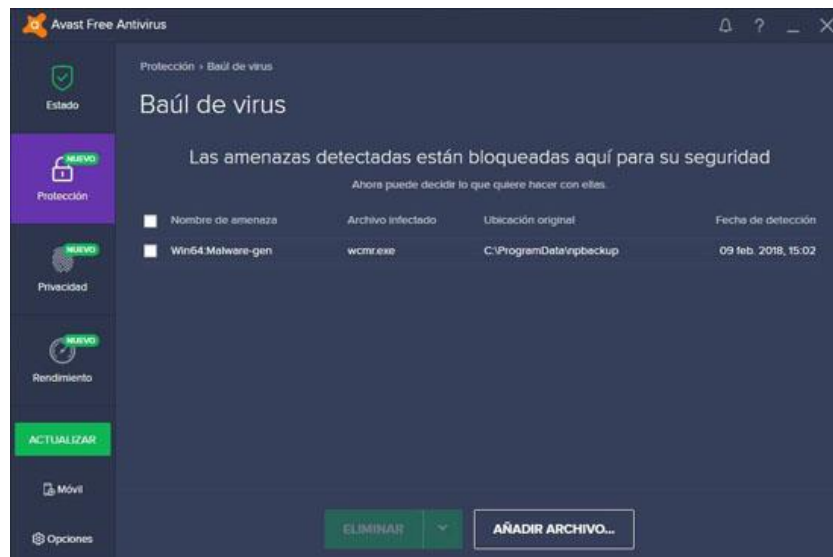 Avast Free Antivirus
?
Estado
NUEVO
Protección
NUEVO
Privacidad
NUEVO
Rendimiento
ACTUALIZAR
Móvil
Opciones
Protección › Baúl de virus
Baúl de virus
Las amenazas detectadas están bloqueadas aquí para su seguridad
Ahora puede decidir lo que quiere hacer con ellas.
Nombre de amenaza Archivo infectado Ubicación original Fecha de detección
Win64:Malware-gen wcmr.exe C:\ProgramData\npbackup 09 feb. 2018, 15:02
ELIMINAR
AÑADIR ARCHIVO...